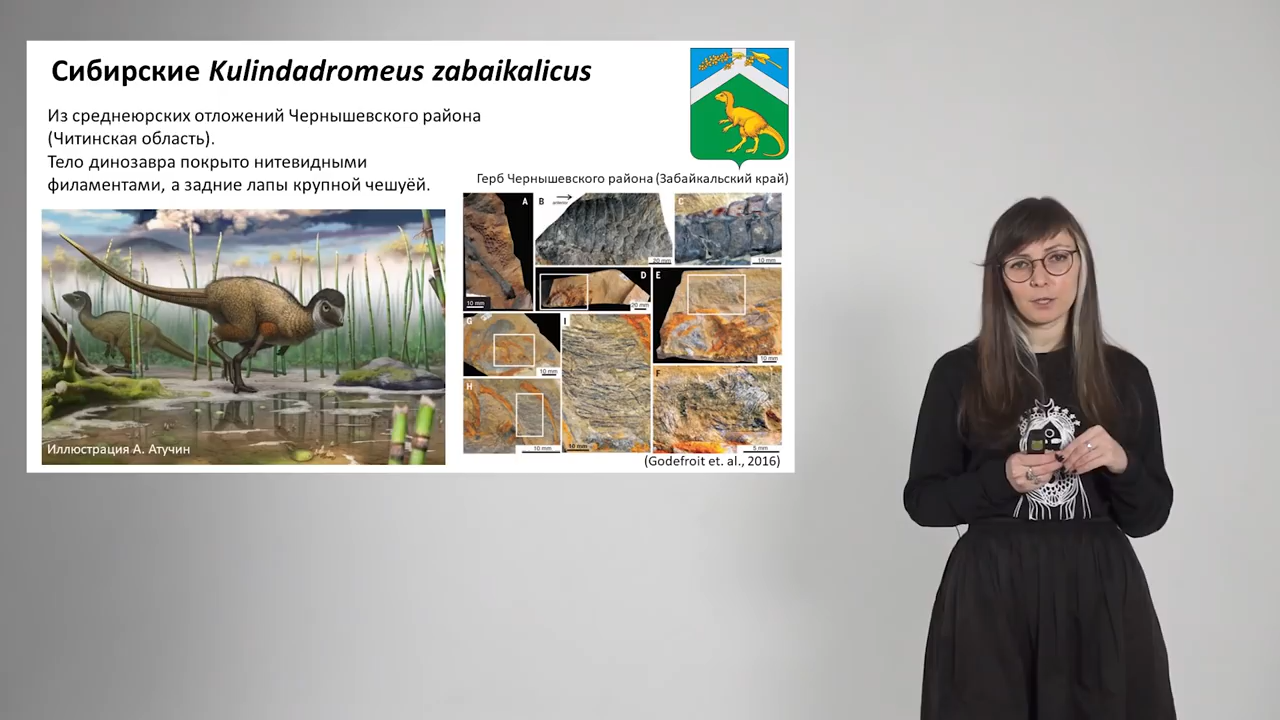 Сибирские Kulindadromeus zabaikalicus
Из среднеюрских отложений Чернышевского района
(Читинская область).
Тело динозавра покрыто нитевидными
филаментами, а задние лапы крупной чешуёй.
Герб Чернышевского района (Забайкальский край)
A
B
anterior
C
10 mm
20 mm
10 mm
D
E
20 mm
G
I
10 mm
10 mm
H
F
10 mm
10 mm
5 mm
Иллюстрация А. Атучин
(Godefroit et. al., 2016)